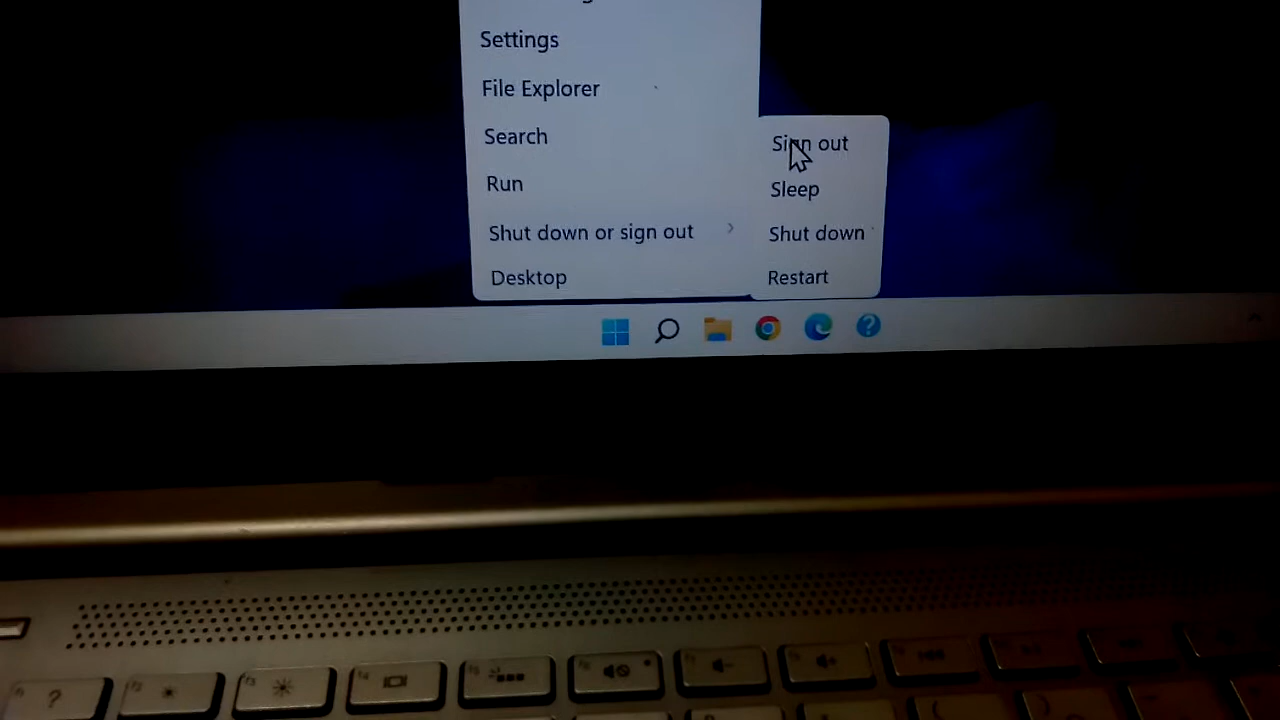 Settings
File Explorer
Search
Run
Shut down or sign out
Desktop
Sign out
Sleep
Shut down
Restart
?
?